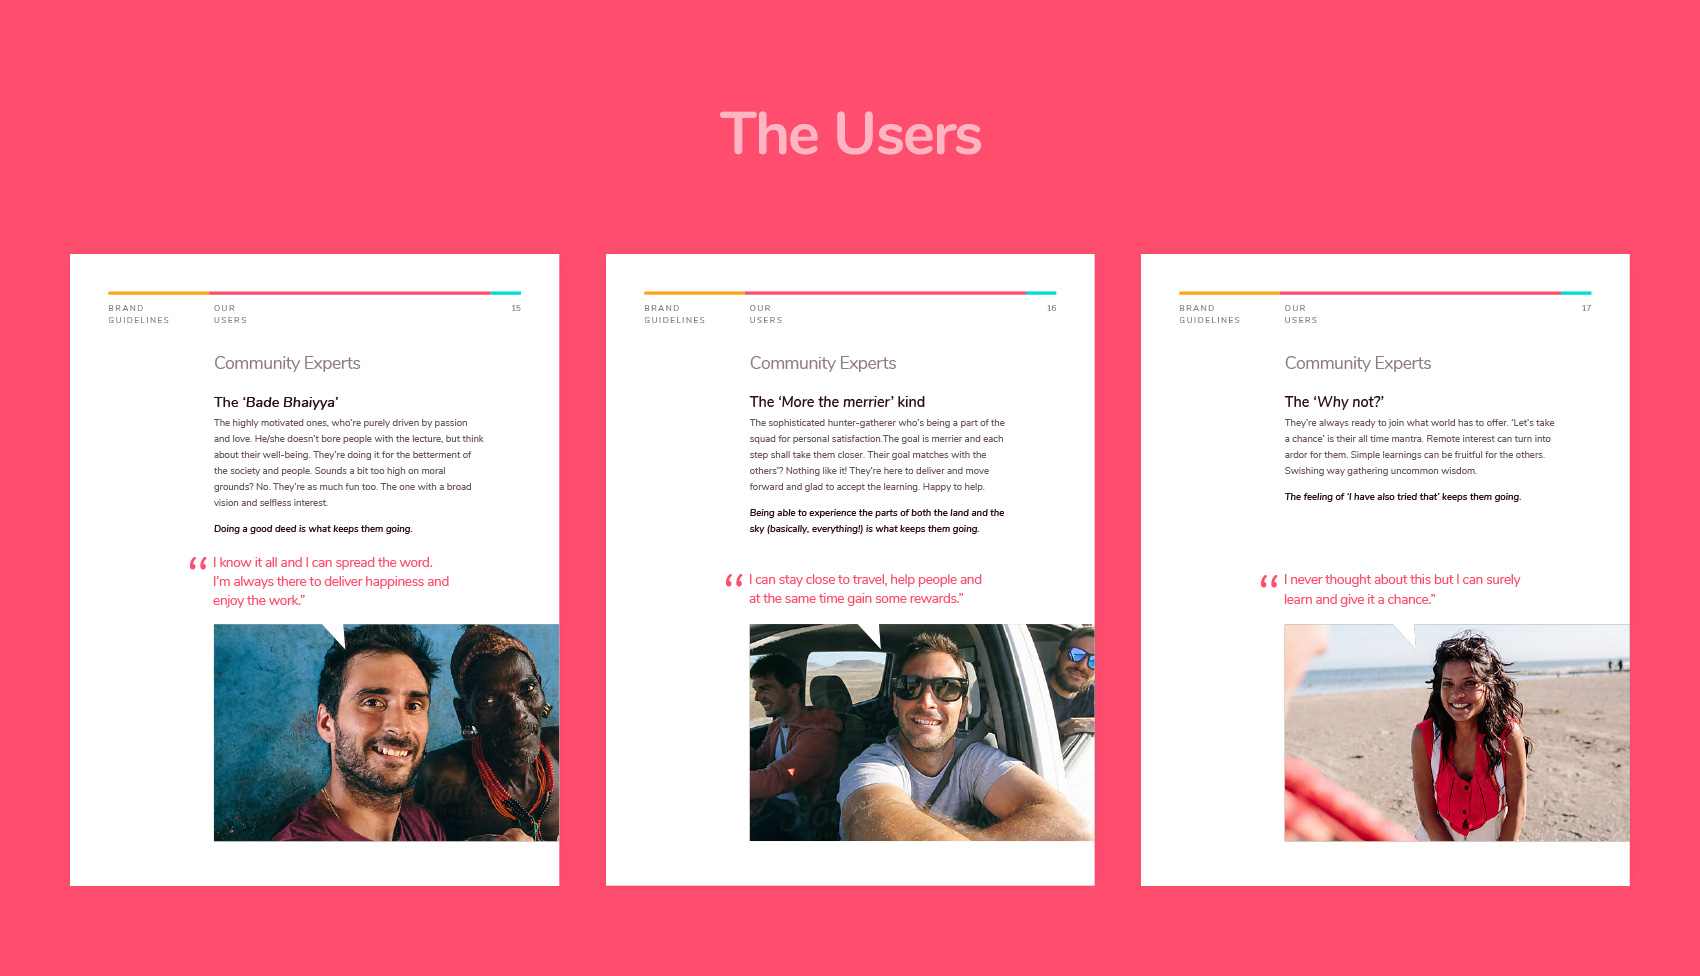 The Users
BRAND
GUIDELINES
OUR
USERS
15
Community Experts
The ‘Bade Bhaiyya’
The highly motivated ones, who're purely driven by passion
and love. He/she doesn't bore people with the lecture, but think
about their well-being. They're doing it for the betterment of
the society and people. Sounds a bit too high on moral
grounds? No. They're as much fun too. The one with a broad
vision and selfless interest.
Doing a good deed is what keeps them going.
“ I know it all and I can spread the word.
I'm always there to deliver happiness and
enjoy the work.”
BRAND
GUIDELINES
OUR
USERS
16
Community Experts
The ‘More the merrier’ kind
The sophisticated hunter-gatherer who's being a part of the
squad for personal satisfaction.The goal is merrier and each
step shall take them closer. Their goal matches with the
others'? Nothing like it! They're here to deliver and move
forward and glad to accept the learning. Happy to help.
Being able to experience the parts of both the land and the
sky (basically, everything!) is what keeps them going.
“ I can stay close to travel, help people and
at the same time gain some rewards.”
BRAND
GUIDELINES
OUR
USERS
17
Community Experts
The ‘Why not?’
They're always ready to join what world has to offer. ‘Let's take
a chance’ is their all time mantra. Remote interest can turn into
ardor for them. Simple learnings can be fruitful for the others.
Swishing way gathering uncommon wisdom.
The feeling of ‘I have also tried that’ keeps them going.
“ I never thought about this but I can surely
learn and give it a chance.”